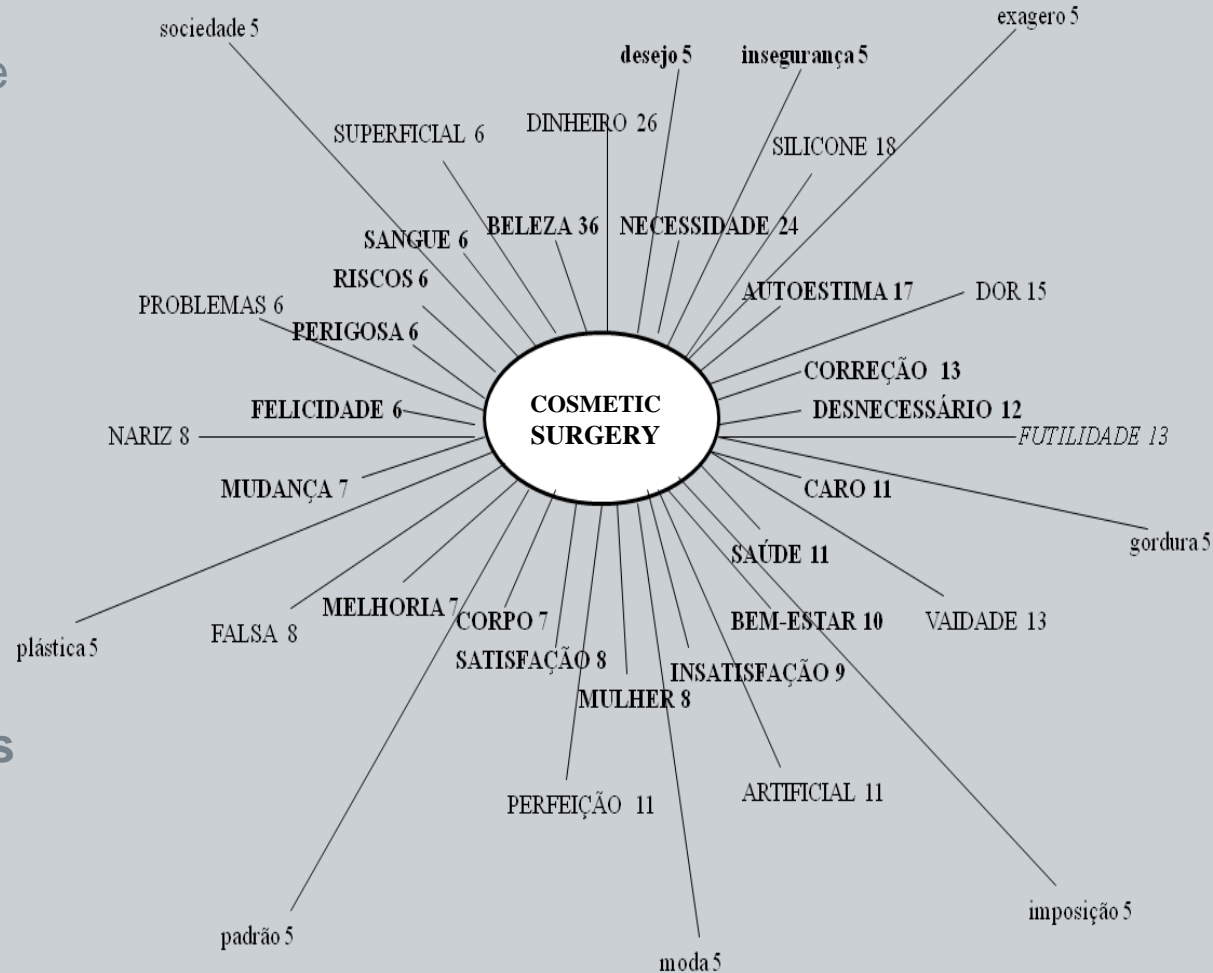 sociedade 5
exagero 5
desejo 5
insegurança 5
e
DINHEIRO 26
SUPERFICIAL 6
SILICONE 18
BELEZA 36
NECESSIDADE 24
SANGUE 6
RISCOS 6
AUTOESTIMA 17
DOR 15
PROBLEMAS 6
PERIGOSA 6
CORREÇÃO 13
COSMETIC
SURGERY
FELICIDADE 6
DESNECESSÁRIO 12
NARIZ 8
FUTILIDADE 13
MUDANÇA 7
CARO 11
gordura 5
SAÚDE 11
MELHORIA 7
CORPO 7
BEM-ESTAR 10
VAIDADE 13
FALSA 8
plástica 5
SATISFAÇÃO 8
INSATISFAÇÃO 9
MULHER 8
s
PERFEIÇÃO 11
ARTIFICIAL 11
imposição 5
padrão 5
moda 5